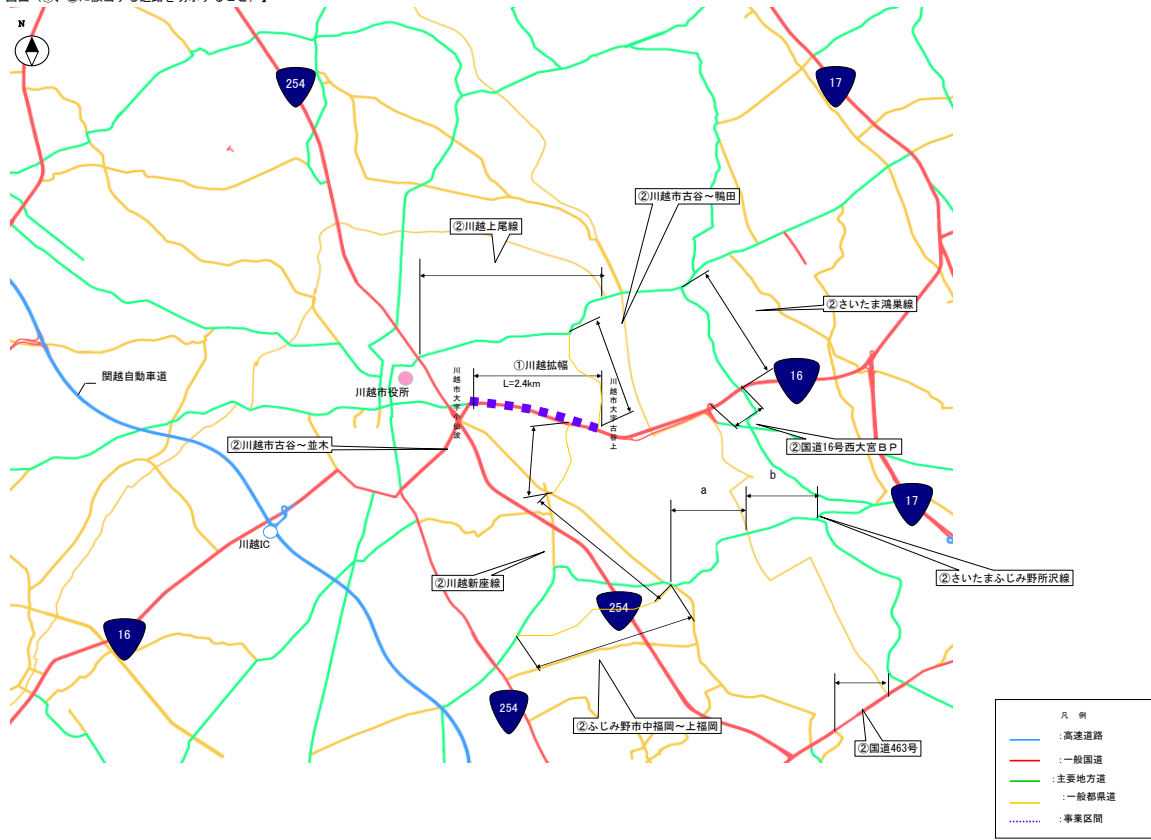 N
254
17
②川越市古谷～鴨田
②川越上尾線
②さいたま鴻巣線
関越自動車道
①川越拡幅
L=2.4km
川越市役所
川越市大字小仙波
川越市大字古谷上
16
②川越市古谷～並木
②国道16号西大宮BP
a
b
17
川越IC
②川越新座線
②さいたまふじみ野所沢線
254
16
254
②ふじみ野市中福岡～上福岡
②国道463号
凡 例
:高速道路
:一般国道
:主要地方道
:一般都県道
:事業区間